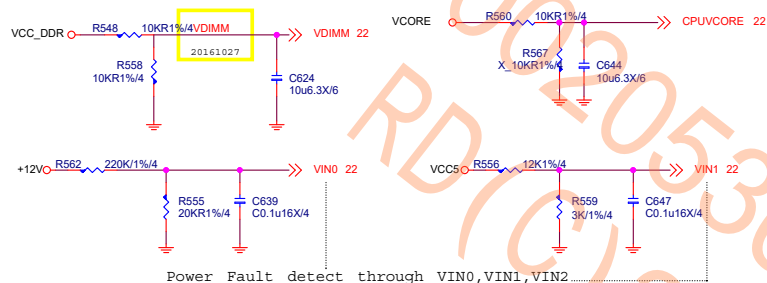 VCC_DDR R548 10KR1%/4 VDIMM VDIMM 22
20161027
R558
10KR1%/4
C624
10u6.3X/6
VCORE R560 10KR1%/4 CPUVCORE 22
R567
X_10KR1%/4
C644
10u6.3X/6
+12V R562 220K/1%/4 VIN0 22
R555
20KR1%/4
C639
C0.1u16X/4
VCC5 R556 12K1%/4 VIN1 22
R559
3K/1%/4
C647
C0.1u16X/4
Power Fault detect through VIN0,VIN1,VIN2